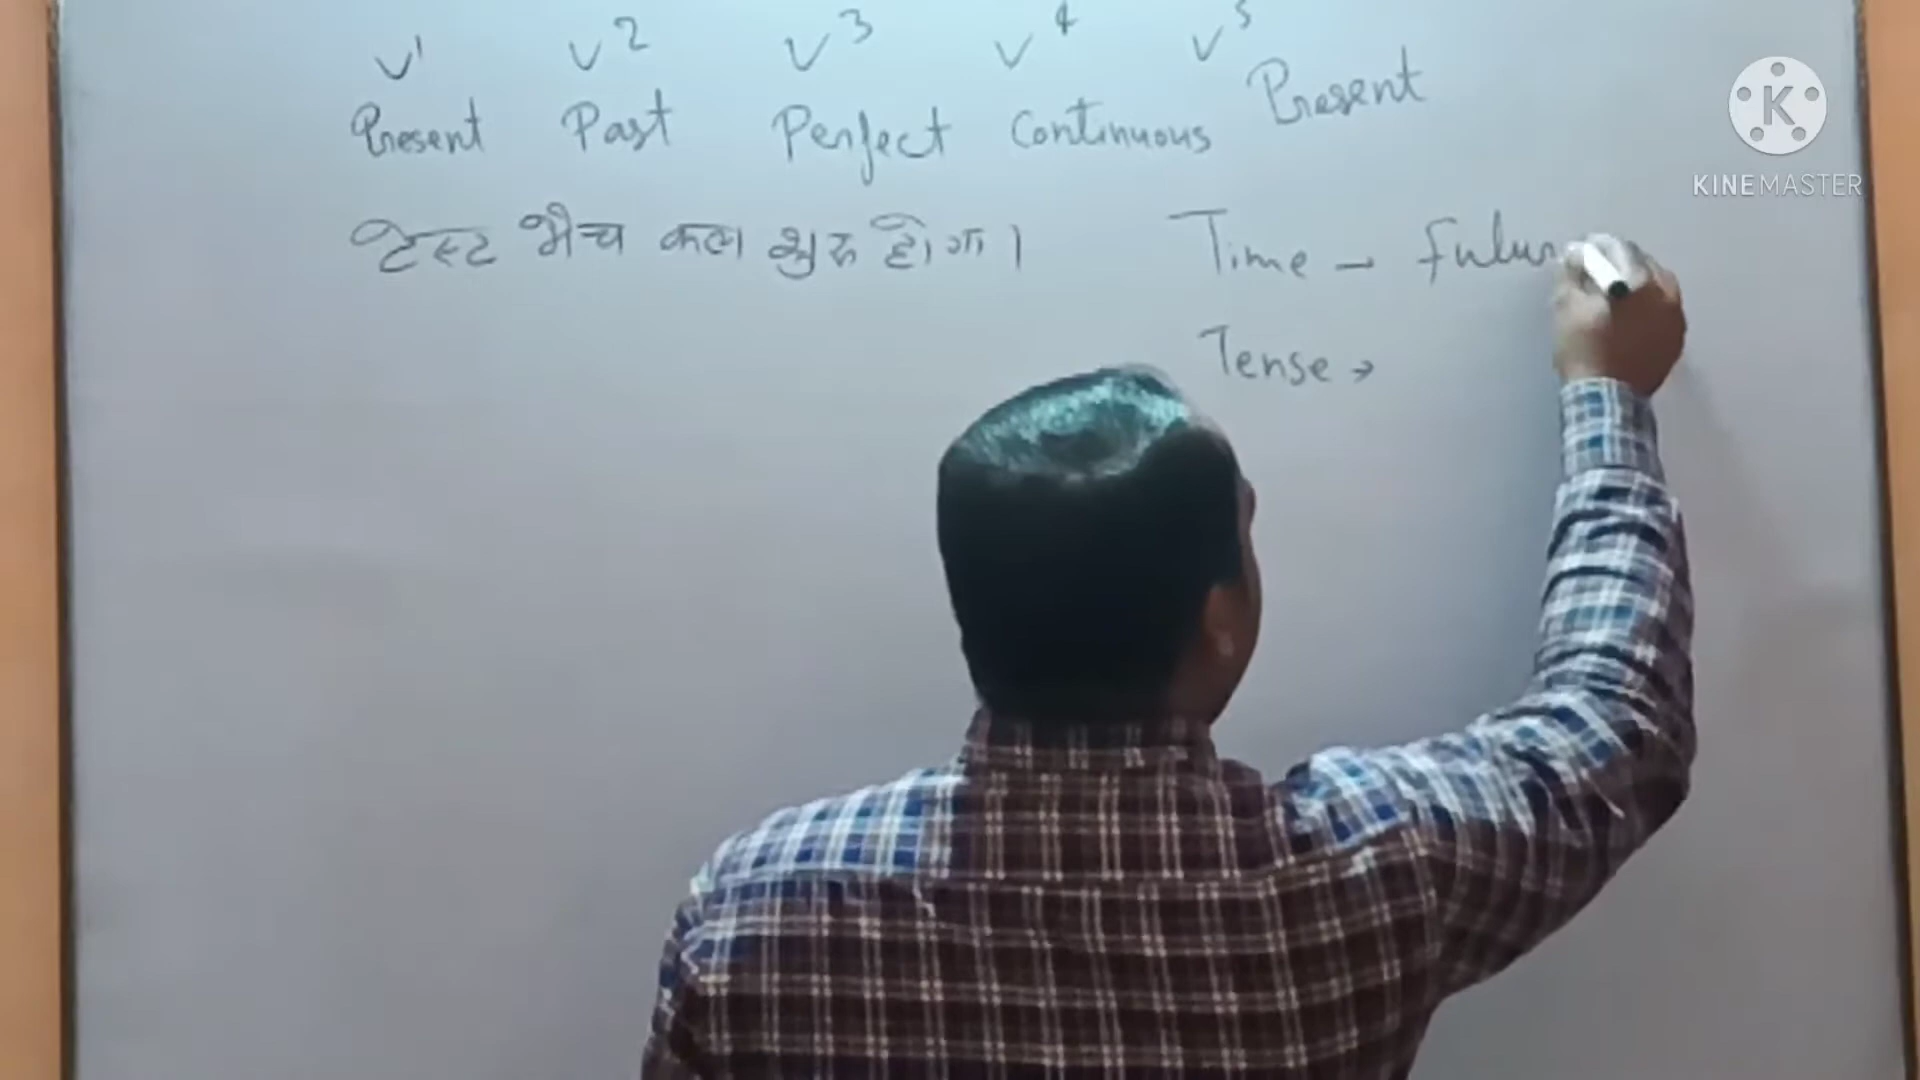 V¹ V² V³ V⁴ V⁵
Present Past Perfect Continuous Present
टेस्ट मैच कल शुरू होगा। Time - Futur
Tense →
KINEMASTER